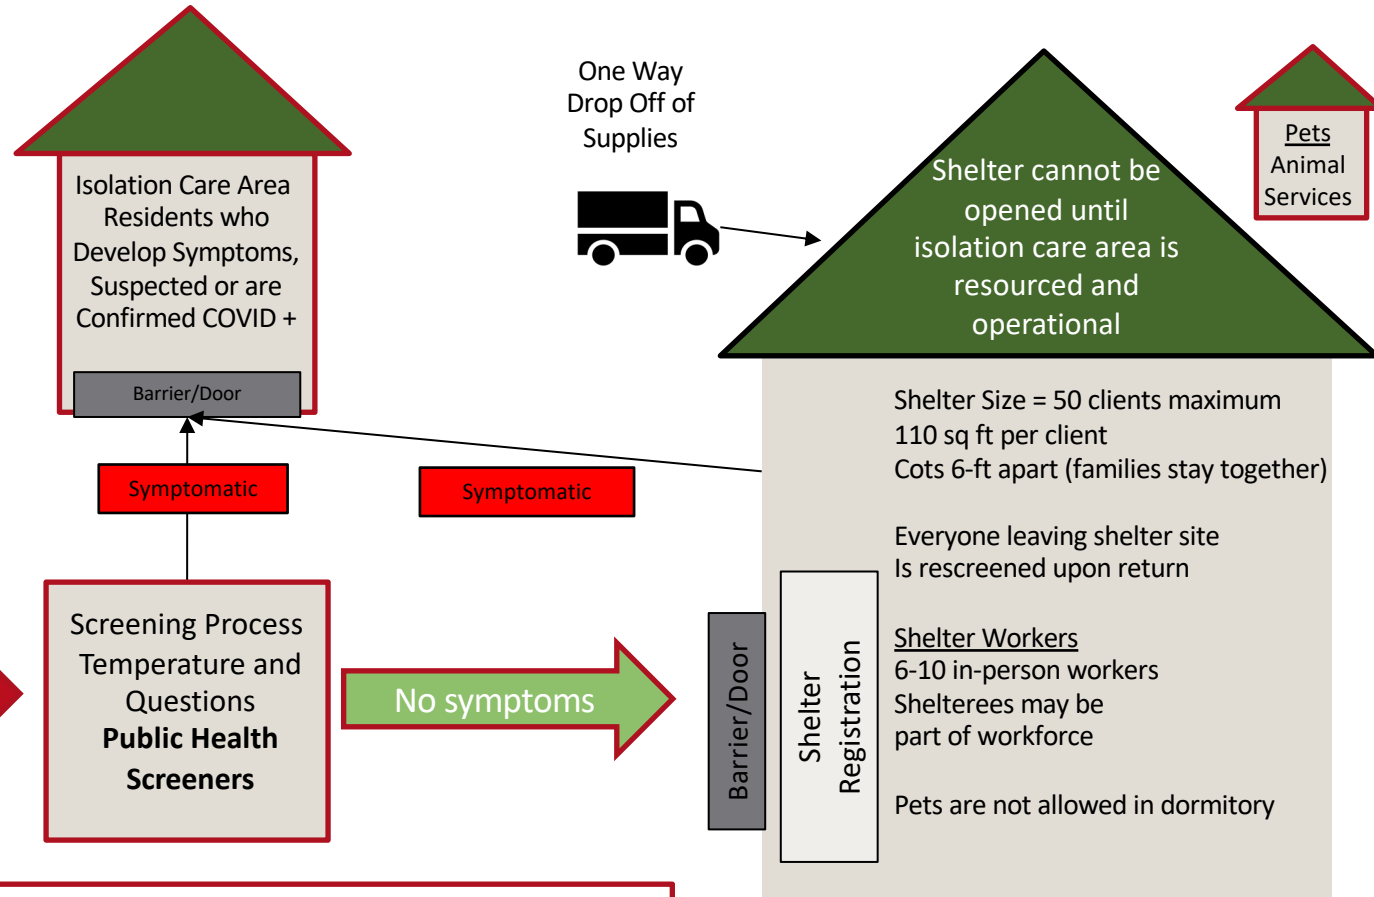 Isolation Care Area
Residents who
Develop Symptoms,
Suspected or are
Confirmed COVID +
Barrier/Door
Symptomatic
Screening Process
Temperature and
Questions
Public Health
Screeners
One Way
Drop Off of
Supplies
Symptomatic
No symptoms
Shelter cannot be
opened until
isolation care area is
resourced and
operational
Pets
Animal
Services
Barrier/Door
Shelter
Registration
Shelter Size = 50 clients maximum
110 sq ft per client
Cots 6-ft apart (families stay together)
Everyone leaving shelter site
Is rescreened upon return
Shelter Workers
6-10 in-person workers
Shelterees may be
part of workforce
Pets are not allowed in dormitory